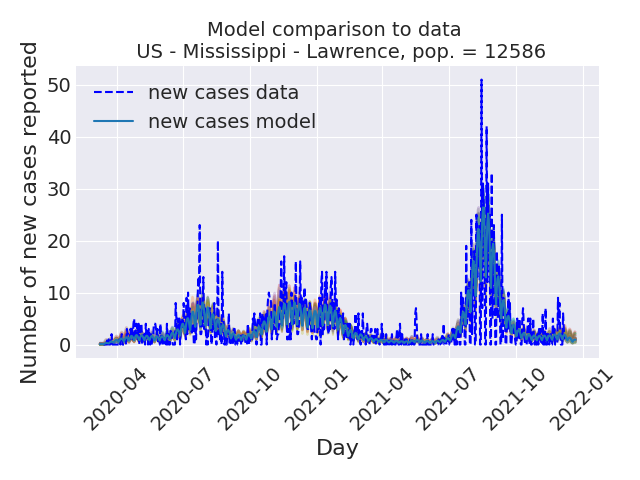 Model comparison to data
US - Mississippi - Lawrence, pop. = 12586
Number of new cases reported
50
40
30
20
10
0
new cases data
new cases model
2020-04
2020-07
2020-10
2021-01
2021-04
2021-07
2021-10
2022-01
Day